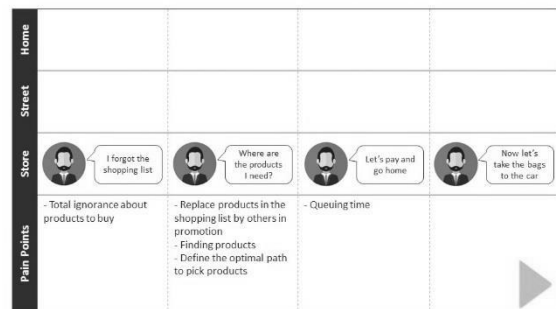 Home
Street
Store
I forgot the
shopping list
Where are
the products
I need?
Let's pay and
go home
Now let's
take the bags
to the car
Pain Points
- Total ignorance about
products to buy
- Replace products in the
shopping list by others in
promotion
- Finding products
- Define the optimal path
to pick products
- Queuing time